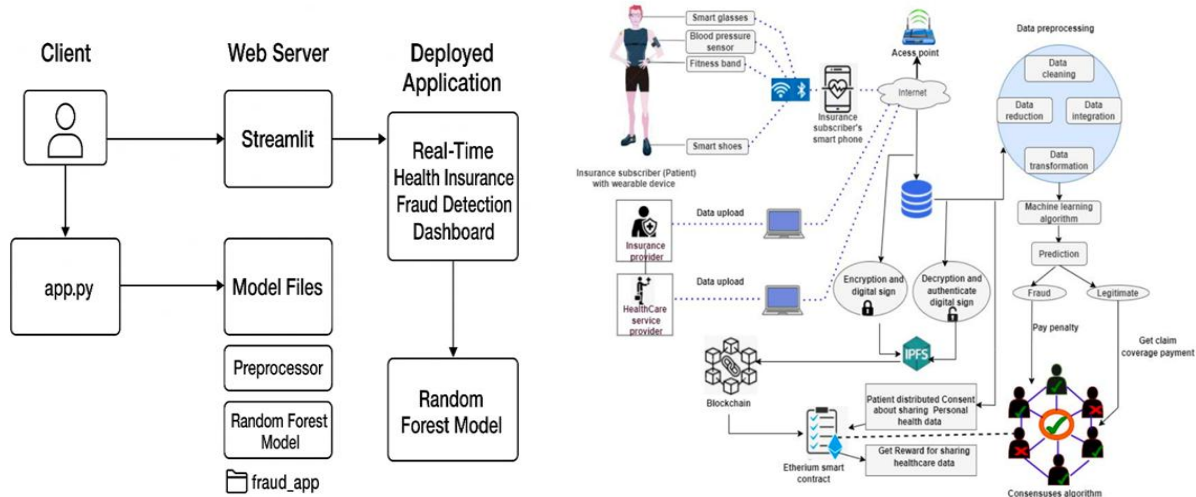 Client
Web Server
Deployed
Application
Streamlit
Real-Time
Health Insurance
Fraud Detection
Dashboard
app.py
Model Files
Preprocessor
Random Forest
Model
fraud_app
Random
Forest Model
Smart glasses
Blood pressure
sensor
Fitness band
Smart shoes
Insurance subscriber (Patient)
with wearable device
Insurance
subscriber's
smart phone
Acess point
Internet
Data preprocessing
Data
cleaning
Data
reduction
Data
integration
Data
transformation
Machine learning
algorithm
Prediction
Fraud
Legitimate
Pay penalty
Get claim
coverage payment
Insurance
provider
Data upload
HealthCare
service
provider
Data upload
Encryption and
digital sign
Decryption and
authenticate
digital sign
IPFS
Blockchain
Patient distributed Consent
about sharing Personal
health data
Get Reward for sharing
healthcare data
Etherium smart
contract
Consensuses algorithm